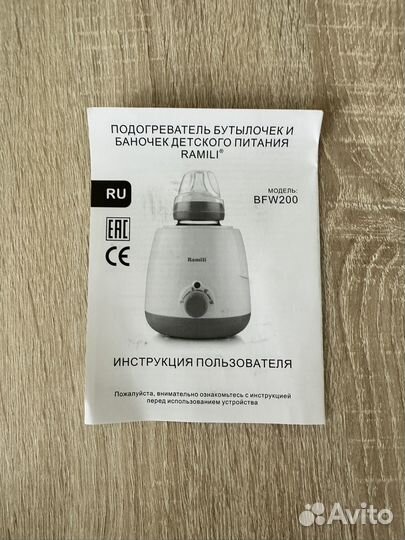 ПОДОГРЕВАТЕЛЬ БУТЫЛОЧЕК И
БАНОЧЕК ДЕТСКОГО ПИТАНИЯ
RAMILI®
RU
МОДЕЛЬ:
BFW200
EAC
CE
Ramili
ИНСТРУКЦИЯ ПОЛЬЗОВАТЕЛЯ
Пожалуйста, внимательно ознакомьтесь с инструкцией
перед использованием устройства
Avito